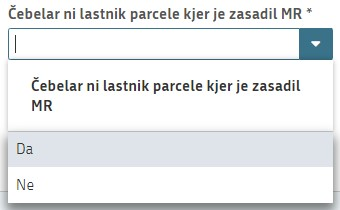 Čebelar ni lastnik parcele kjer je zasadil MR *
Čebelar ni lastnik parcele kjer je zasadil
MR
Da
Ne